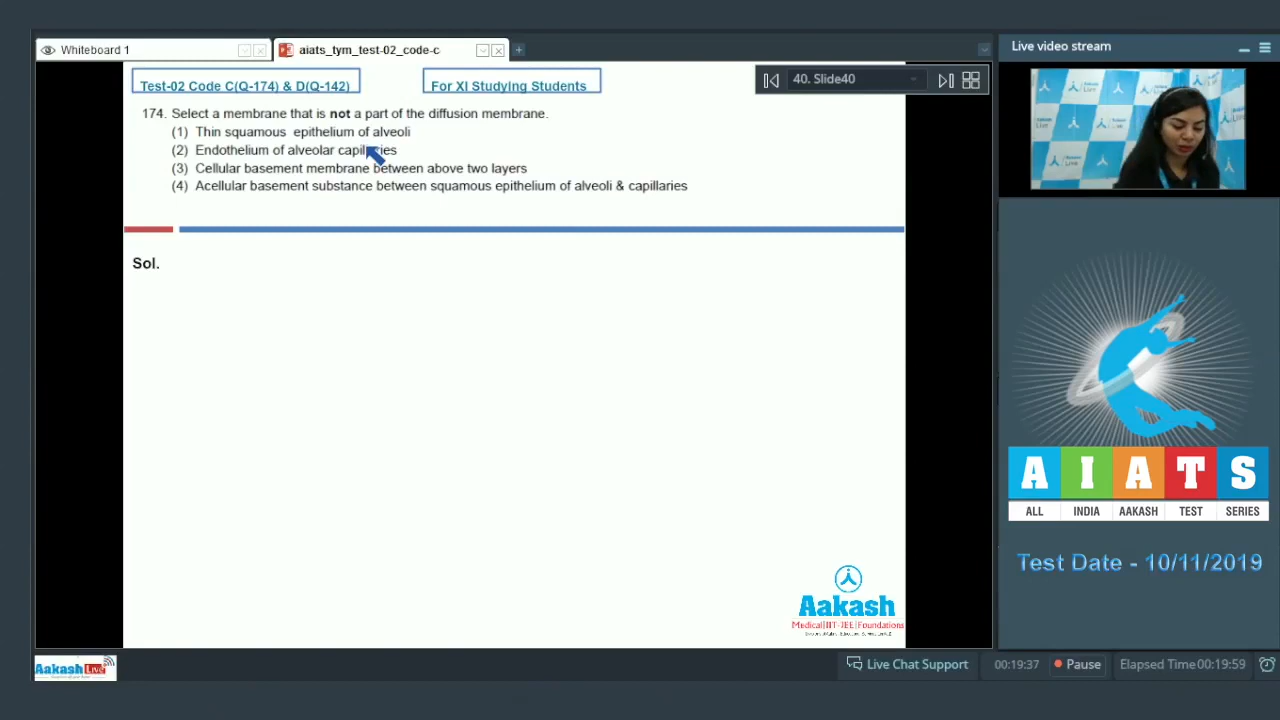 Whiteboard 1
aiats_tym_test-02_code-c
Live video stream
Test-02 Code C(Q-174) & D(Q-142)
For XI Studying Students
40. Slide40
174. Select a membrane that is not a part of the diffusion membrane.
(1) Thin squamous epithelium of alveoli
(2) Endothelium of alveolar capillaries
(3) Cellular basement membrane between above two layers
(4) Acellular basement substance between squamous epithelium of alveoli & capillaries
Sol.
A I A T S
ALL INDIA AAKASH TEST SERIES
Test Date - 10/11/2019
Aakash
Medical|IIT-JEE|Foundations
Aakash Live
Live Chat Support
00:19:37
Pause
Elapsed Time 00:19:59